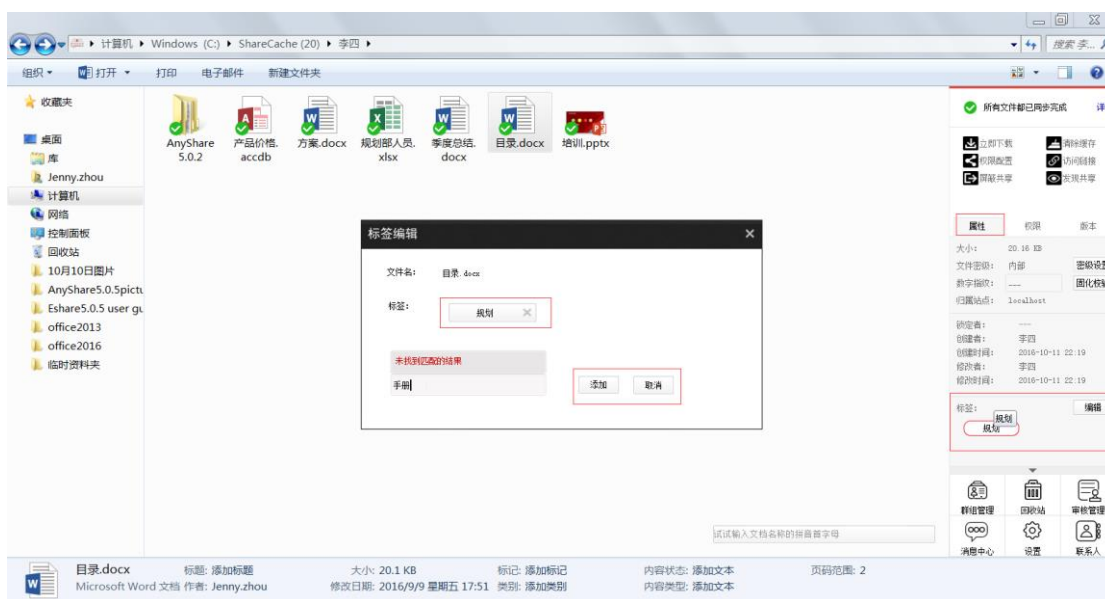 计算机 Windows (C:) ShareCache (20) 李四
搜索 李...
组织 打开 打印 电子邮件 新建文件夹
收藏夹
桌面
库
Jenny.zhou
计算机
网络
控制面板
回收站
10月10日图片
AnyShare5.0.5pictu
Eshare5.0.5 user gu
office2013
office2016
临时资料夹
AnyShare 5.0.2
产品价格.accdb
方案.docx
规划部人员.xlsx
季度总结.docx
目录.docx
培训.pptx
标签编辑
文件名: 目录.docx
标签: 规划
未找到匹配的结果
手册
添加 取消
试试输入文档名称的拼音首字母
所有文件都已同步完成 详
立即下载 清除缓存
权限配置 访问链接
屏蔽共享 发现共享
属性 权限 版本
大小: 20.16 KB
文件密级: 内部 密级设置
数字指纹: --- 固化校验
归属站点: localhost
锁定者: ---
创建者: 李四
创建时间: 2016-10-11 22:19
修改者: 李四
修改时间: 2016-10-11 22:19
标签: 编辑
规划
规划
群组管理 回收站 审核管理
消息中心 设置 联系人
目录.docx 标题: 添加标题 大小: 20.1 KB 标记: 添加标记 内容状态: 添加文本 页码范围: 2
Microsoft Word 文档 作者: Jenny.zhou 修改日期: 2016/9/9 星期五 17:51 类别: 添加类别 内容类型: 添加文本